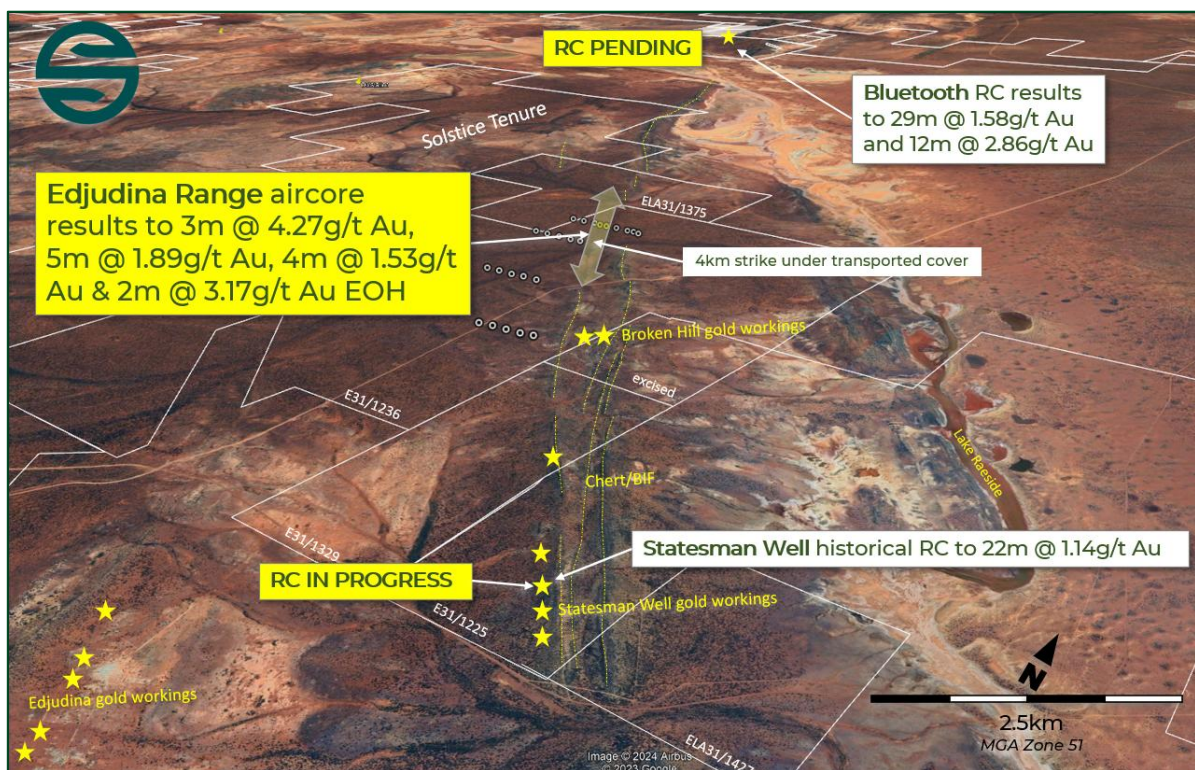 RC PENDING
Bluetooth RC results
to 29m @ 1.58g/t Au
and 12m @ 2.86g/t Au
Solstice Tenure
Edjudina Range aircore
results to 3m @ 4.27g/t Au,
5m @ 1.89g/t Au, 4m @ 1.53g/t
Au & 2m @ 3.17g/t Au EOH
ELA31/1375
4km strike under transported cover
Broken Hill gold workings
excised
E31/1236
Lake Raeside
Chert/BIF
E31/1329
Statesman Well historical RC to 22m @ 1.14g/t Au
RC IN PROGRESS
Statesman Well gold workings
E31/1225
Edjudina gold workings
N
2.5km
MGA Zone 51
ELA31/1427
Image © 2024 Airbus
© 2023 Google